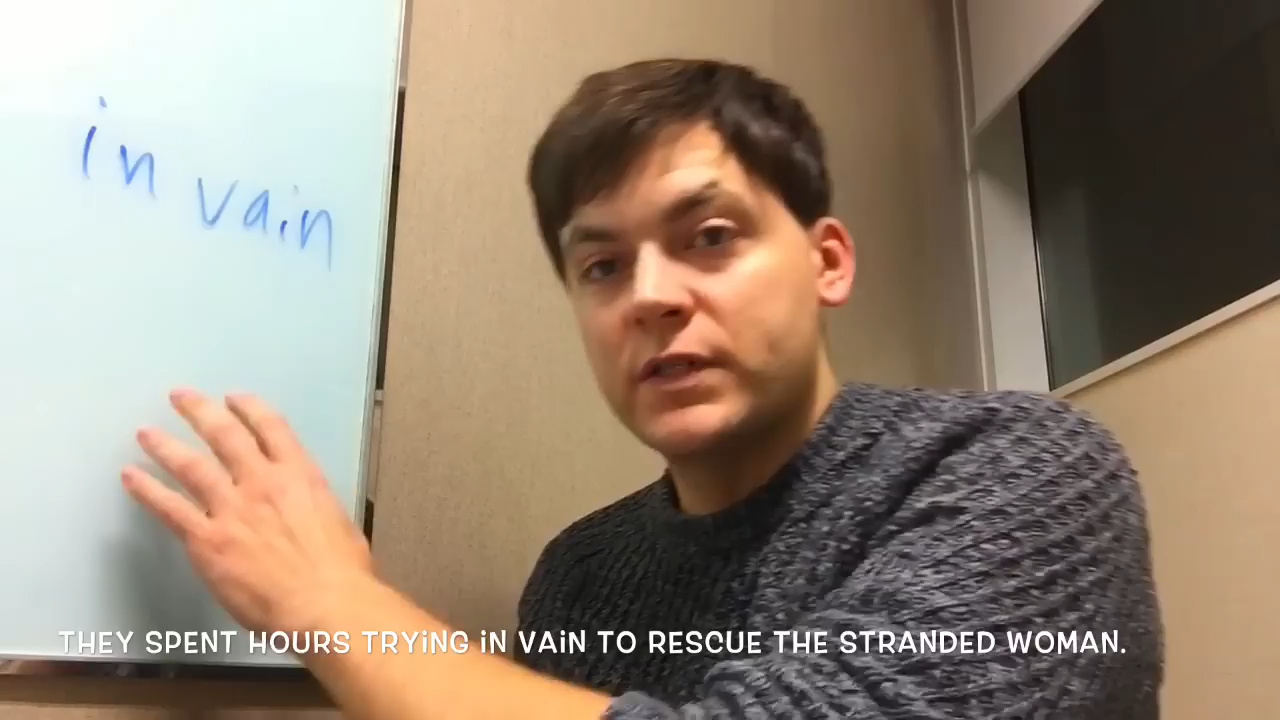 in vain
THEY SPENT HOURS TRYING IN VAIN TO RESCUE THE STRANDED WOMAN.